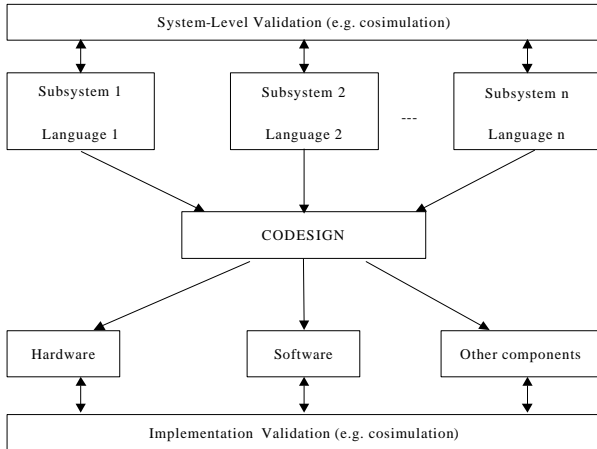 System-Level Validation (e.g. cosimulation)
Subsystem 1
Language 1
Subsystem 2
Language 2
---
Subsystem n
Language n
CODESIGN
Hardware
Software
Other components
Implementation Validation (e.g. cosimulation)